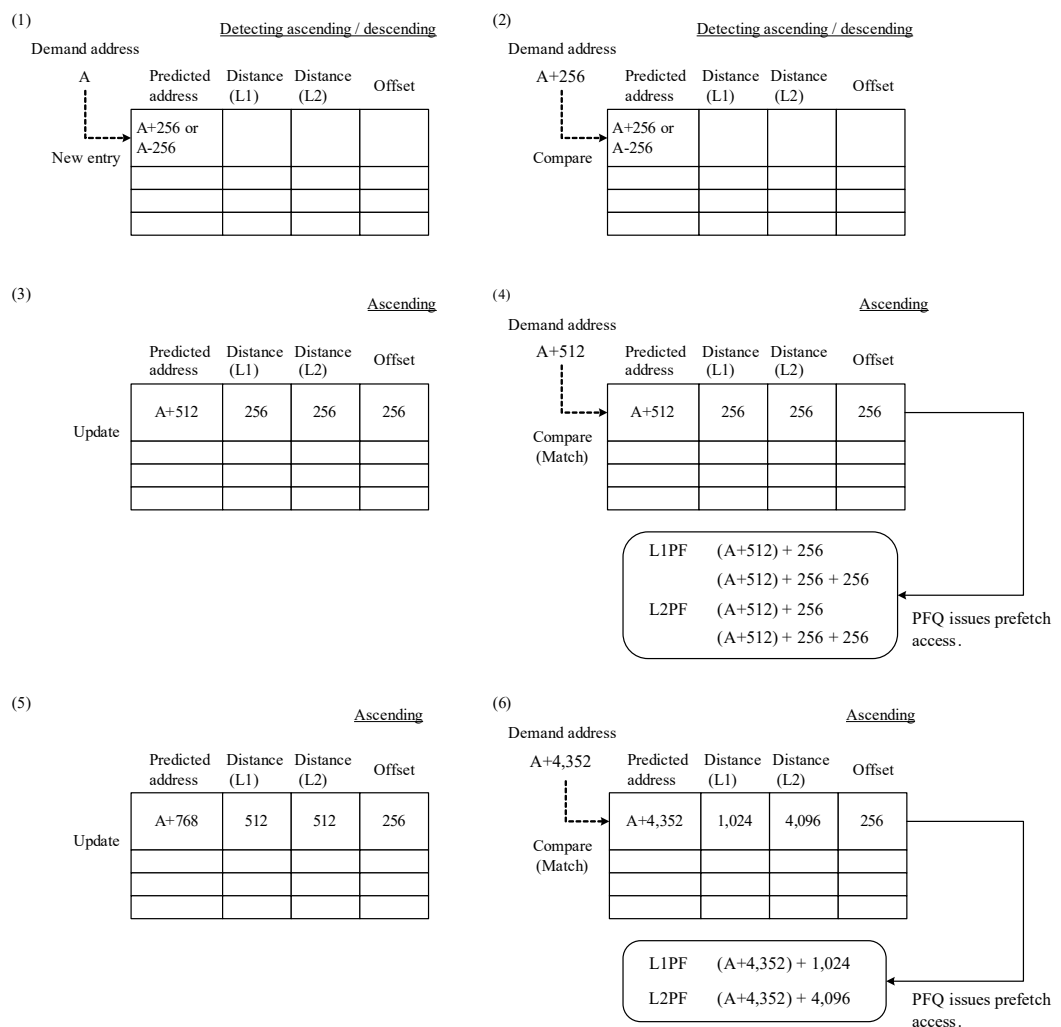 (1)
Detecting ascending / descending
Demand address
A
Predicted address
Distance (L1)
Distance (L2)
Offset
A+256 or
A-256
New entry
(2)
Detecting ascending / descending
Demand address
A+256
Predicted address
Distance (L1)
Distance (L2)
Offset
A+256 or
A-256
Compare
(3)
Ascending
Predicted address
Distance (L1)
Distance (L2)
Offset
Update
A+512 256 256 256
(4)
Ascending
Demand address
A+512
Predicted address
Distance (L1)
Distance (L2)
Offset
A+512 256 256 256
Compare
(Match)
L1PF (A+512) + 256
(A+512) + 256 + 256
L2PF (A+512) + 256
(A+512) + 256 + 256
PFQ issues prefetch
access.
(5)
Ascending
Predicted address
Distance (L1)
Distance (L2)
Offset
Update
A+768 512 512 256
(6)
Ascending
Demand address
A+4,352
Predicted address
Distance (L1)
Distance (L2)
Offset
A+4,352 1,024 4,096 256
Compare
(Match)
L1PF (A+4,352) + 1,024
L2PF (A+4,352) + 4,096
PFQ issues prefetch
access.